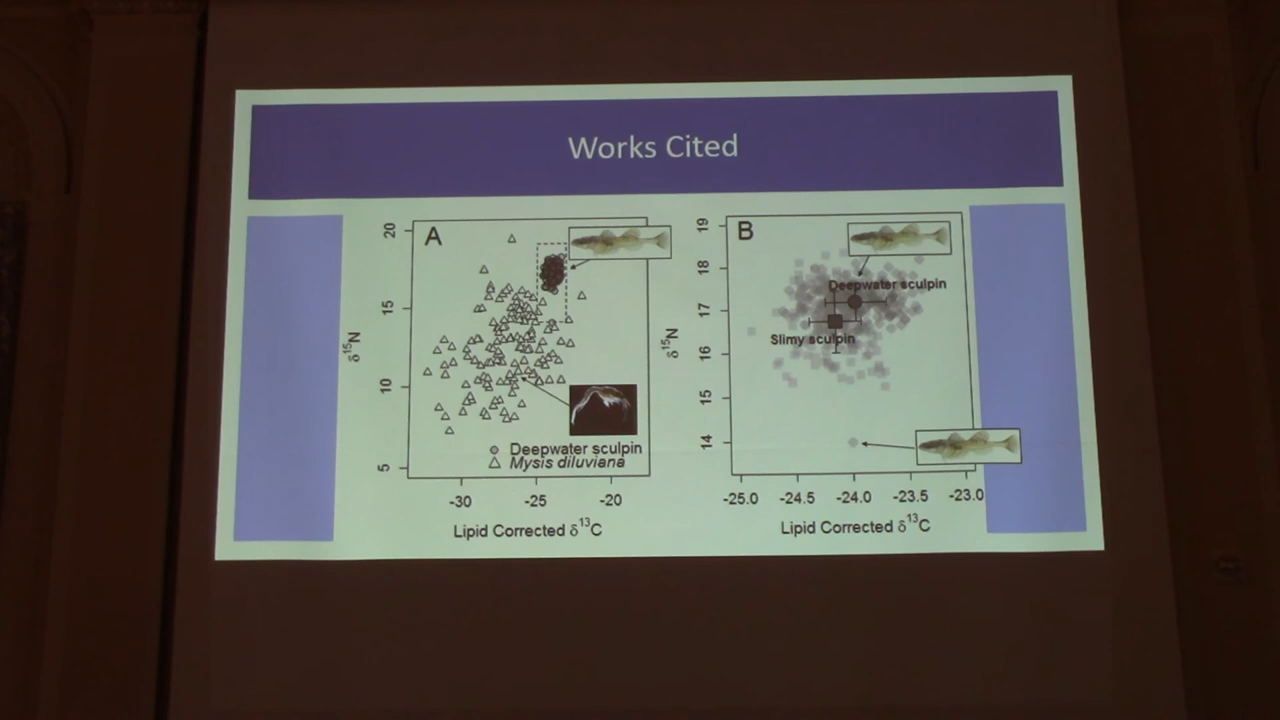 Works Cited
A
20
15
10
5
δ15N
Deepwater sculpin
Mysis diluviana
-30
-25
-20
Lipid Corrected δ13C
B
19
18
17
16
15
14
δ15N
Deepwater sculpin
Slimy sculpin
-25.0
-24.5
-24.0
-23.5
-23.0
Lipid Corrected δ13C